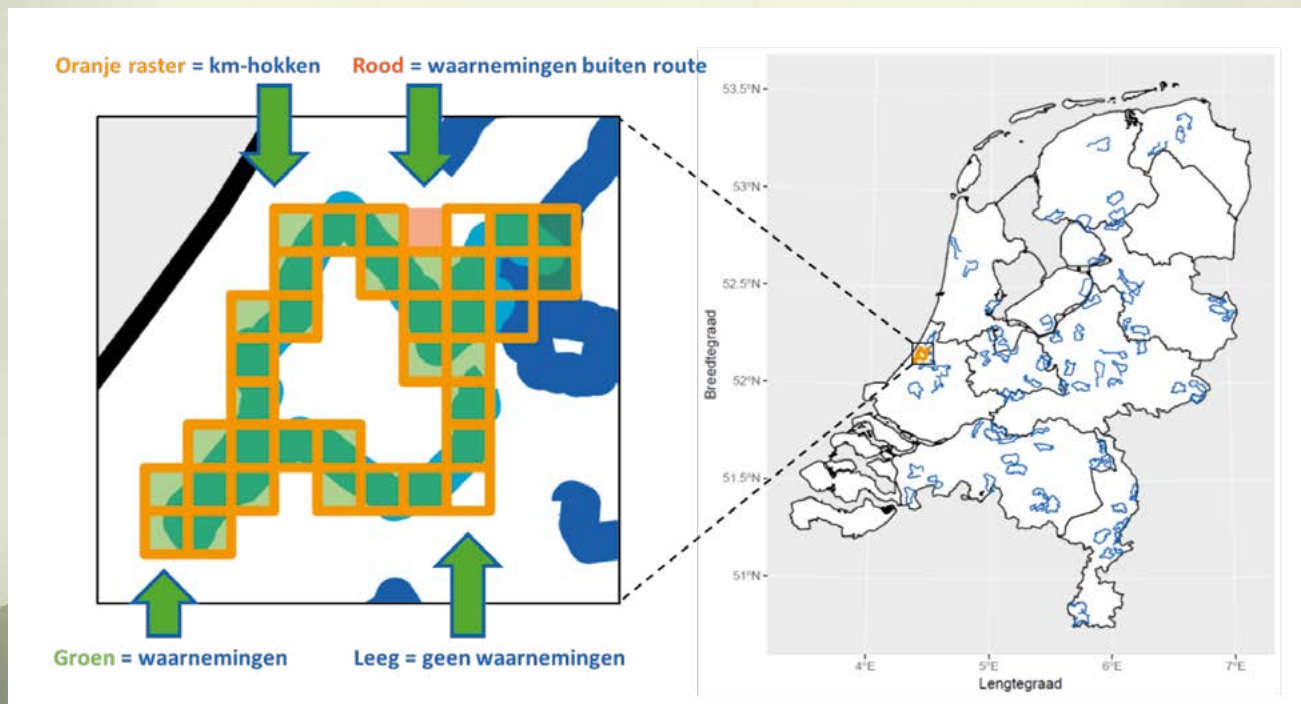 Oranje raster = km-hokken
Rood = waarnemingen buiten route
Groen = waarnemingen
Leeg = geen waarnemingen
53.5°N
53°N
52.5°N
52°N
51.5°N
51°N
Breedtegraad
4°E
5°E
6°E
7°E
Lengtegraad